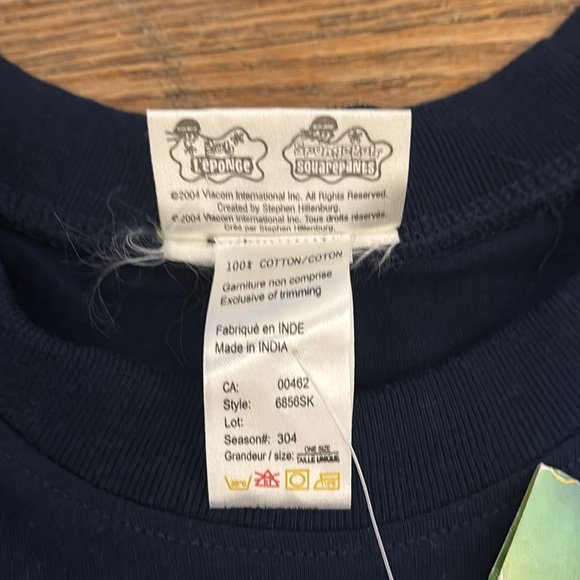 Bob
L'EPONGE
SPONGEBOB
SQUAREPANTS
©2004 Viacom International Inc. All Rights Reserved.
Created by Stephen Hillenburg.
©2004 Viacom International Inc. Tous droits réservés.
Créé par Stephen Hillenburg.
100% COTTON/COTON
Garniture non comprise
Exclusive of trimming
Fabriqué en INDE
Made in INDIA
CA: 00462
Style: 6856SK
Lot:
Season#: 304
Grandeur / size: ONE SIZE
TAILLE UNIQUE